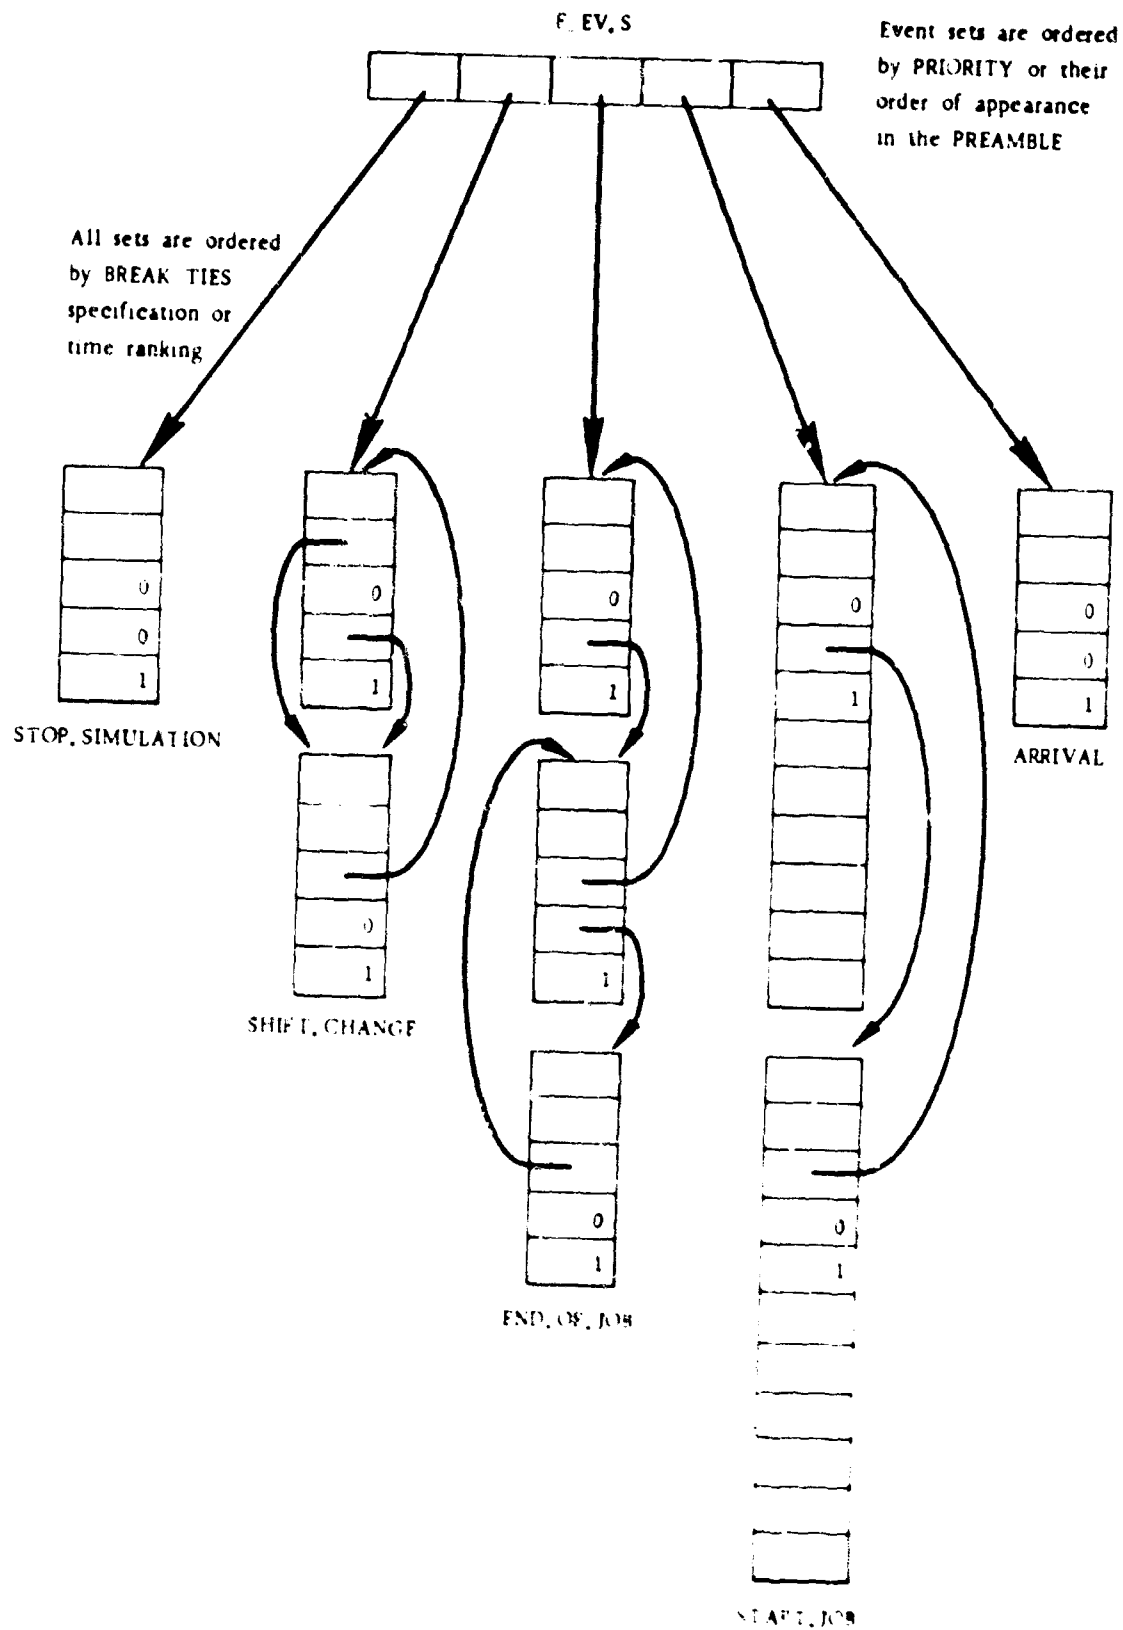 F.EV.S
Event sets are ordered
by PRIORITY or their
order of appearance
in the PREAMBLE
All sets are ordered
by BREAK TIES
specification or
time ranking
0
0
1
STOP.SIMULATION
0
1
0
1
SHIFT.CHANGE
0
1
1
0
1
END.OF.JOB
0
1
0
1
START.JOB
0
0
1
ARRIVAL